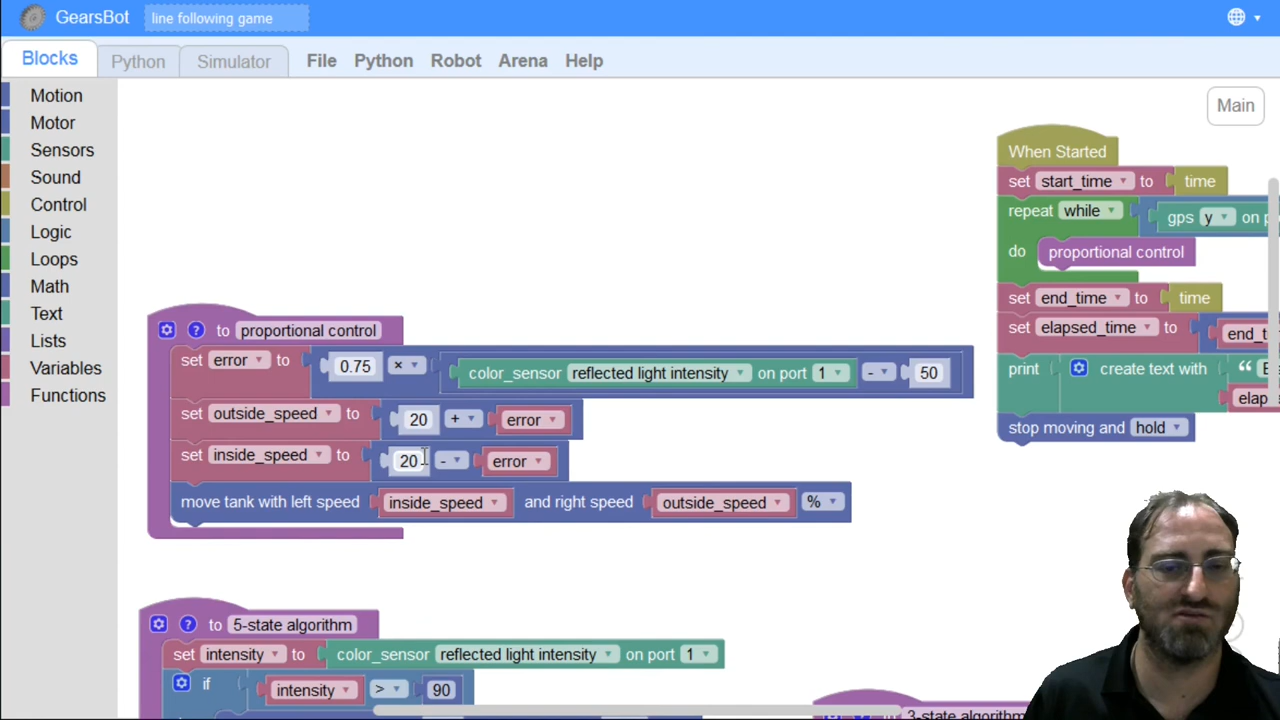 GearsBot line following game
Blocks Python Simulator File Python Robot Arena Help
Motion
Motor
Sensors
Sound
Control
Logic
Loops
Math
Text
Lists
Variables
Functions
Main
When Started
set start_time to time
repeat while gps y on
do proportional control
set end_time to time
set elapsed_time to
print create text with “
stop moving and hold
to proportional control
set error to 0.75 × color_sensor reflected light intensity on port 1 - 50
set outside_speed to 20 + error
set inside_speed to 20 - error
move tank with left speed inside_speed and right speed outside_speed %
to 5-state algorithm
set intensity to color_sensor reflected light intensity on port 1
if intensity > 90
3-state algorithm